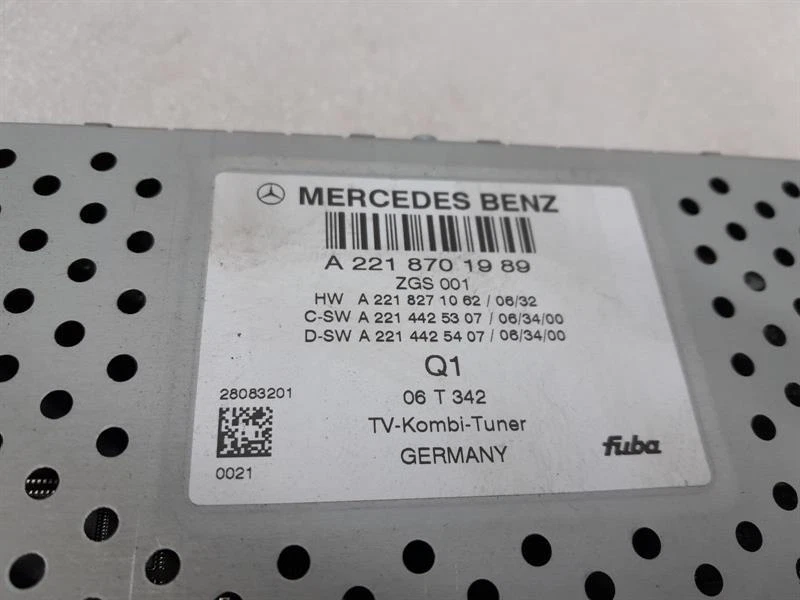 MERCEDES BENZ
A 221 870 19 89
ZGS 001
HW A 221 827 10 62 / 06/32
C-SW A 221 442 53 07 / 06/34/00
D-SW A 221 442 54 07 / 06/34/00
Q1
28083201
06 T 342
TV-Kombi-Tuner
0021
GERMANY
fuba